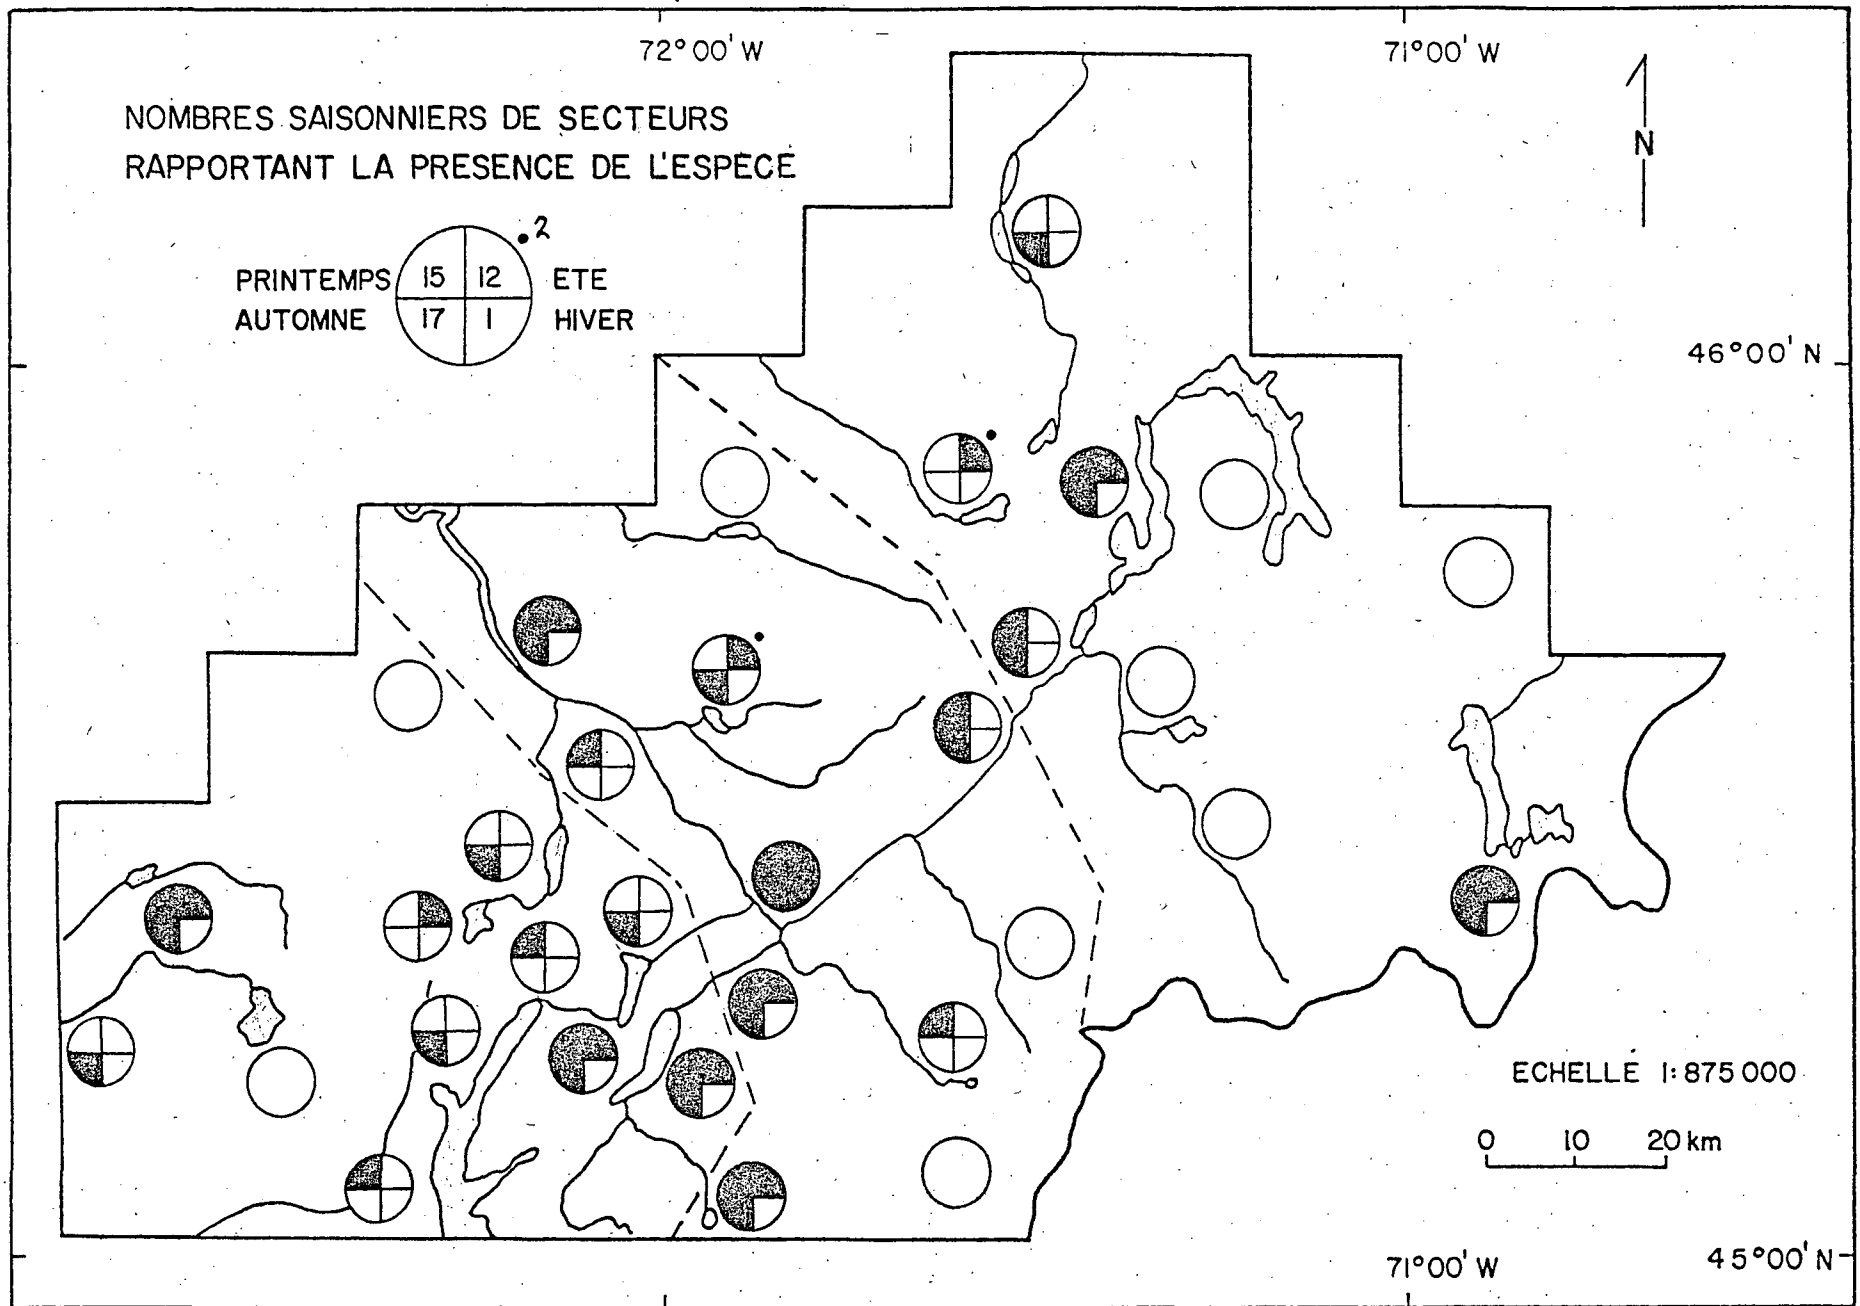 72°00' W
71°00' W
NOMBRES SAISONNIERS DE SECTEURS
RAPPORTANT LA PRESENCE DE L'ESPÈCE
N
2
PRINTEMPS 15 12 ETE
AUTOMNE 17 1 HIVER
46°00' N
ECHELLE 1:875 000
0 10 20 km
71°00' W
45°00' N